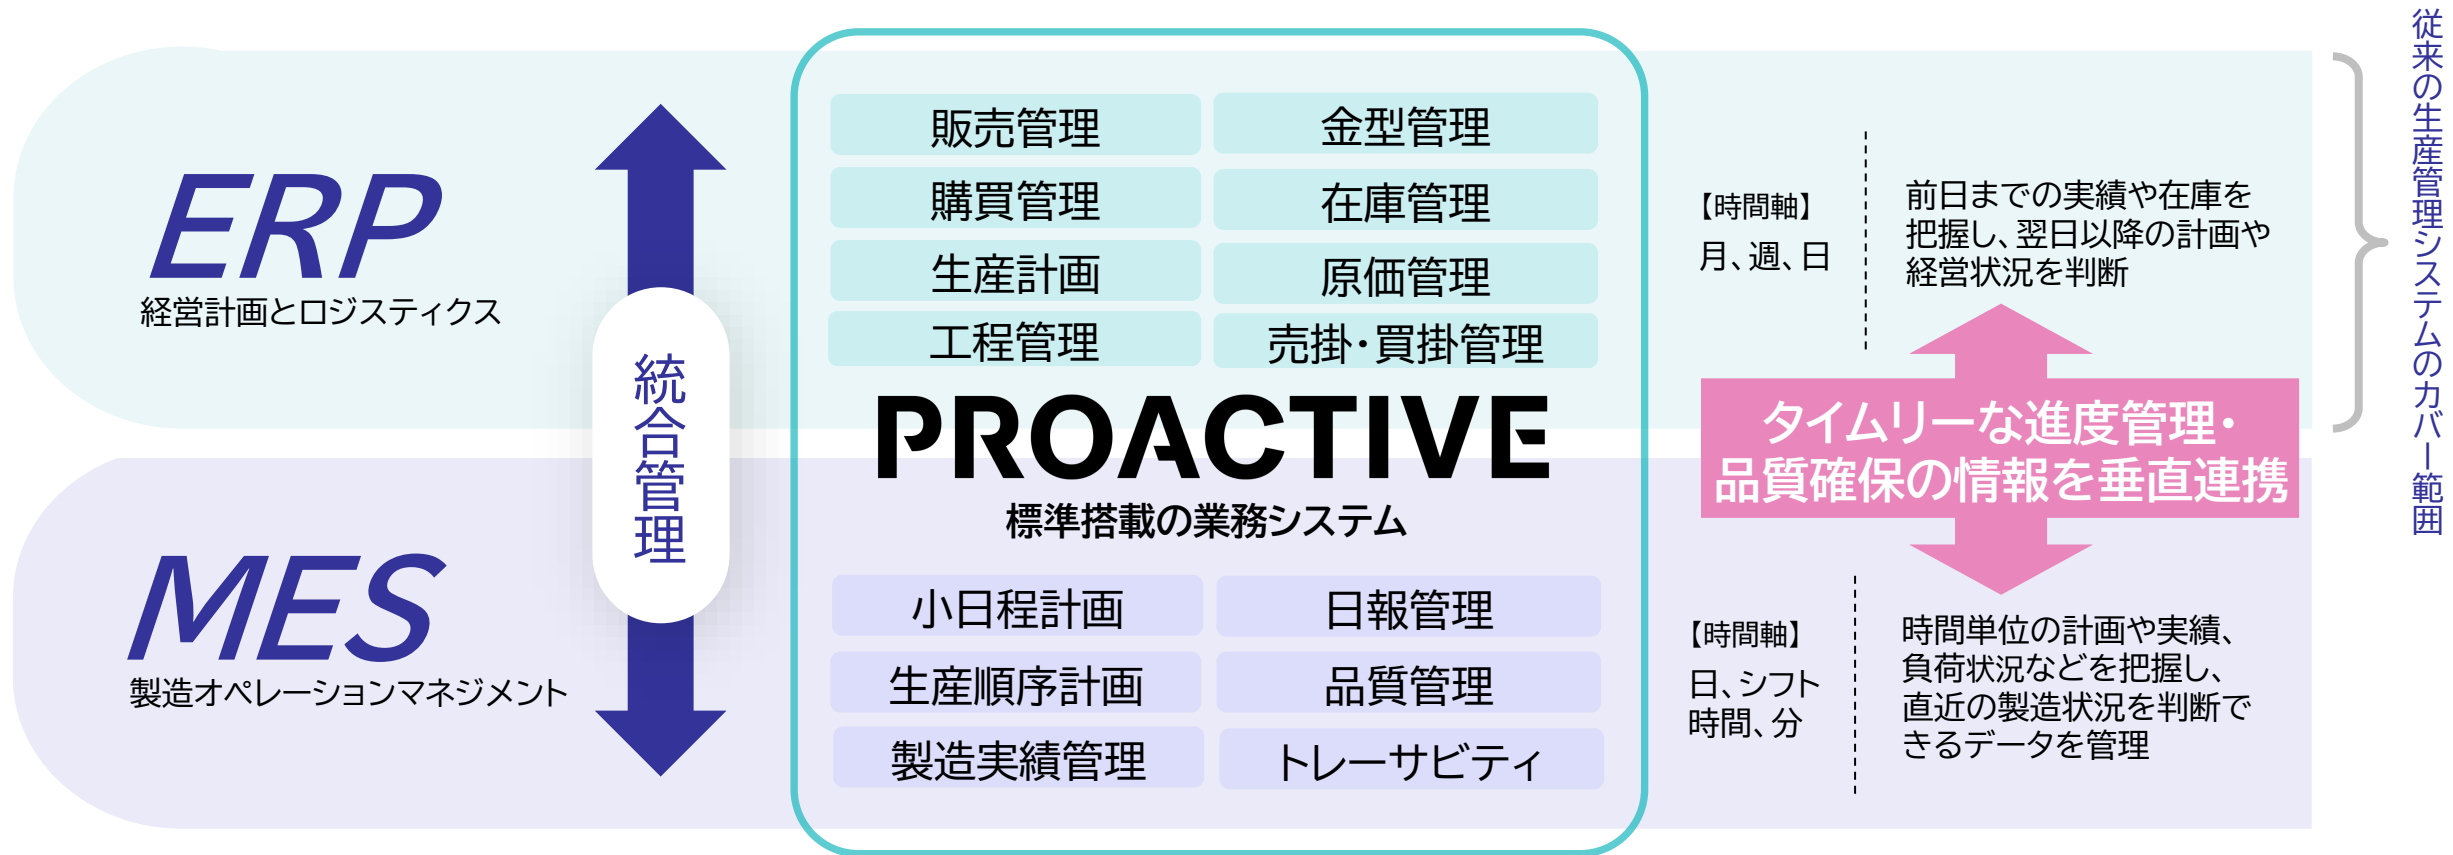 ERP
経営計画とロジスティクス
統合管理
MES
製造オペレーションマネジメント
販売管理
金型管理
購買管理
在庫管理
生産計画
原価管理
工程管理
売掛・買掛管理
PROACTIVE
標準搭載の業務システム
小日程計画
日報管理
生産順序計画
品質管理
製造実績管理
トレーサビティ
【時間軸】
月、週、日
前日までの実績や在庫を
把握し、翌日以降の計画や
経営状況を判断
タイムリーな進度管理・
品質確保の情報を垂直連携
【時間軸】
日、シフト
時間、分
時間単位の計画や実績、
負荷状況などを把握し、
直近の製造状況を判断で
きるデータを管理
従来の生産管理システムのカバー範囲